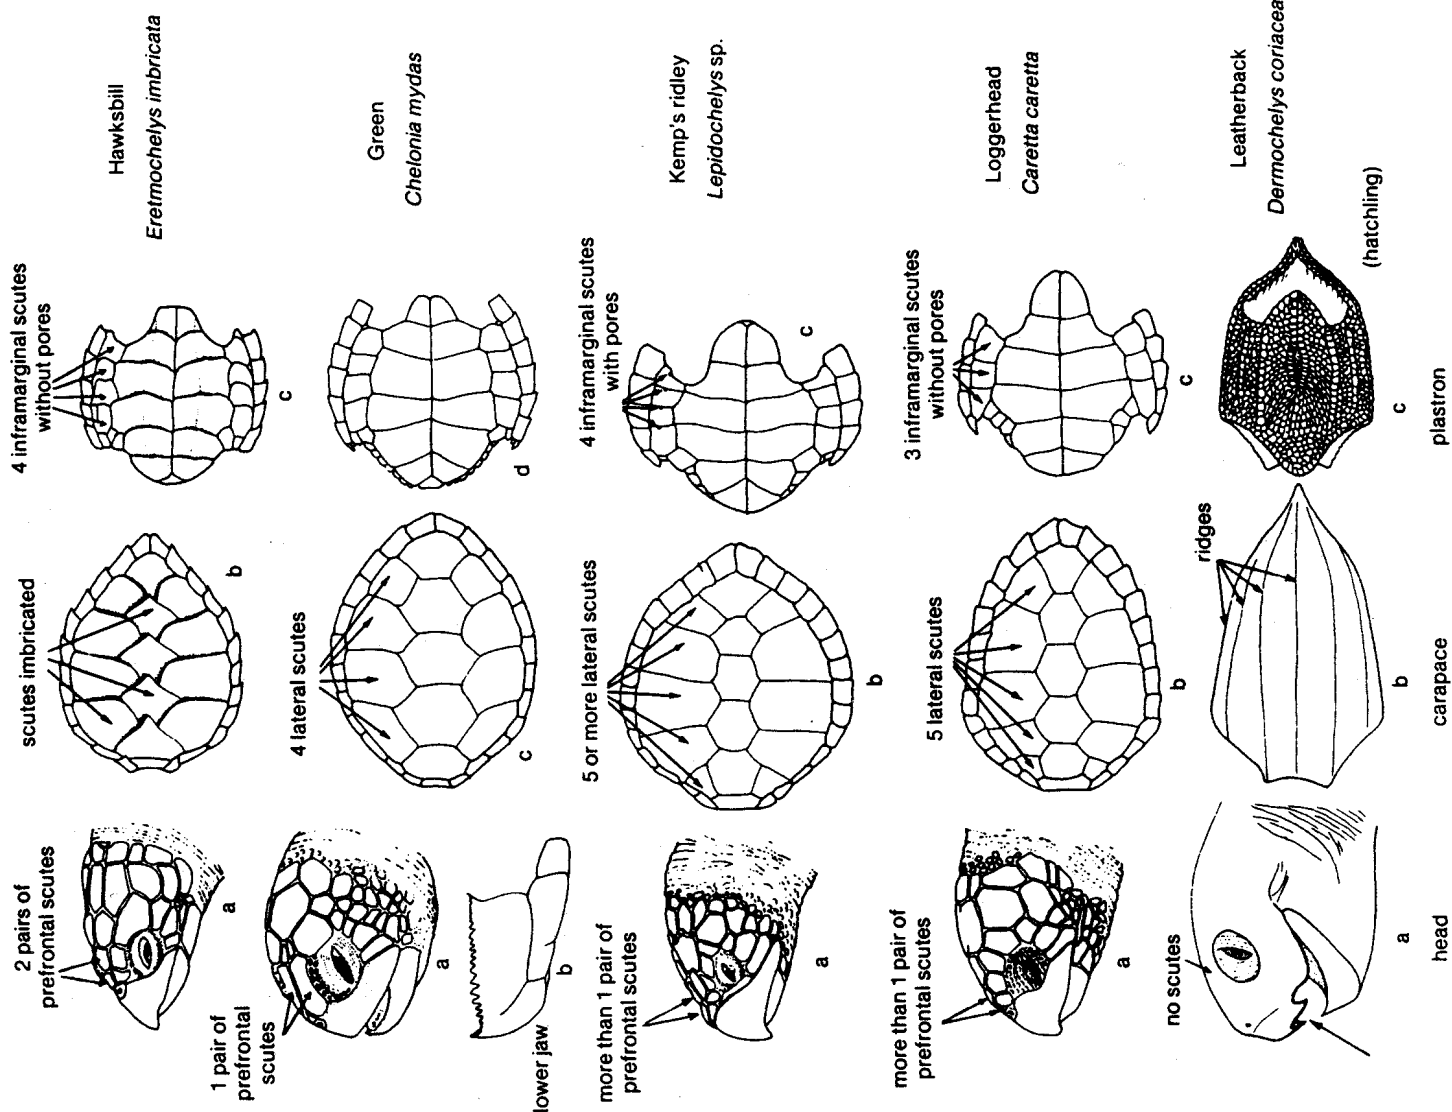 2 pairs of
prefrontal scutes
a
scutes imbricated
b
4 inframarginal scutes
without pores
c
Hawksbill
Eretmochelys imbricata
1 pair of
prefrontal
scutes
a
lower jaw
b
4 lateral scutes
c
d
Green
Chelonia mydas
more than 1 pair of
prefrontal scutes
a
5 or more lateral scutes
b
4 inframarginal scutes
with pores
c
Kemp's ridley
Lepidochelys sp.
more than 1 pair of
prefrontal scutes
a
5 lateral scutes
b
3 inframarginal scutes
without pores
c
Loggerhead
Caretta caretta
no scutes
a
ridges
b
c
(hatchling)
Leatherback
Dermochelys coriacea
head
carapace
plastron